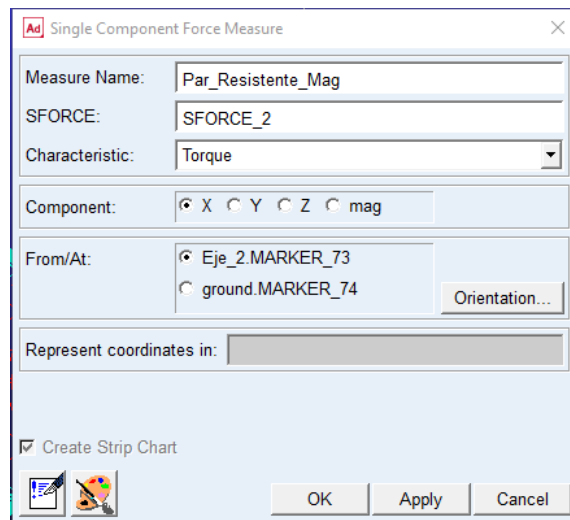 Ad Single Component Force Measure
Measure Name: Par_Resistente_Mag
SFORCE: SFORCE_2
Characteristic: Torque
Component: X Y Z mag
From/At: Eje_2.MARKER_73
ground.MARKER_74
Orientation...
Represent coordinates in:
Create Strip Chart
OK Apply Cancel